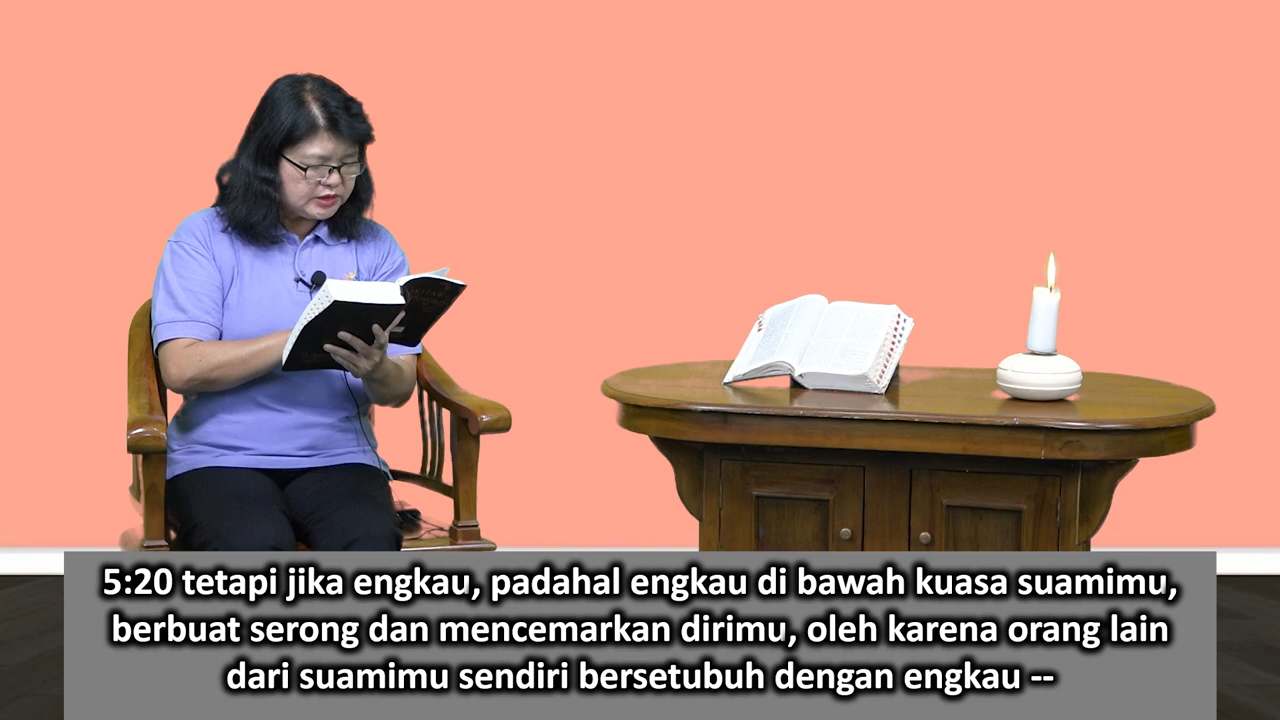 5:20 tetapi jika engkau, padahal engkau di bawah kuasa suamimu,
berbuat serong dan mencemarkan dirimu, oleh karena orang lain
dari suamimu sendiri bersetubuh dengan engkau --